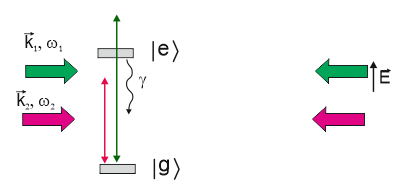 k⃗₁, ω₁
|e⟩
γ
E⃗
k⃗₂, ω₂
|g⟩